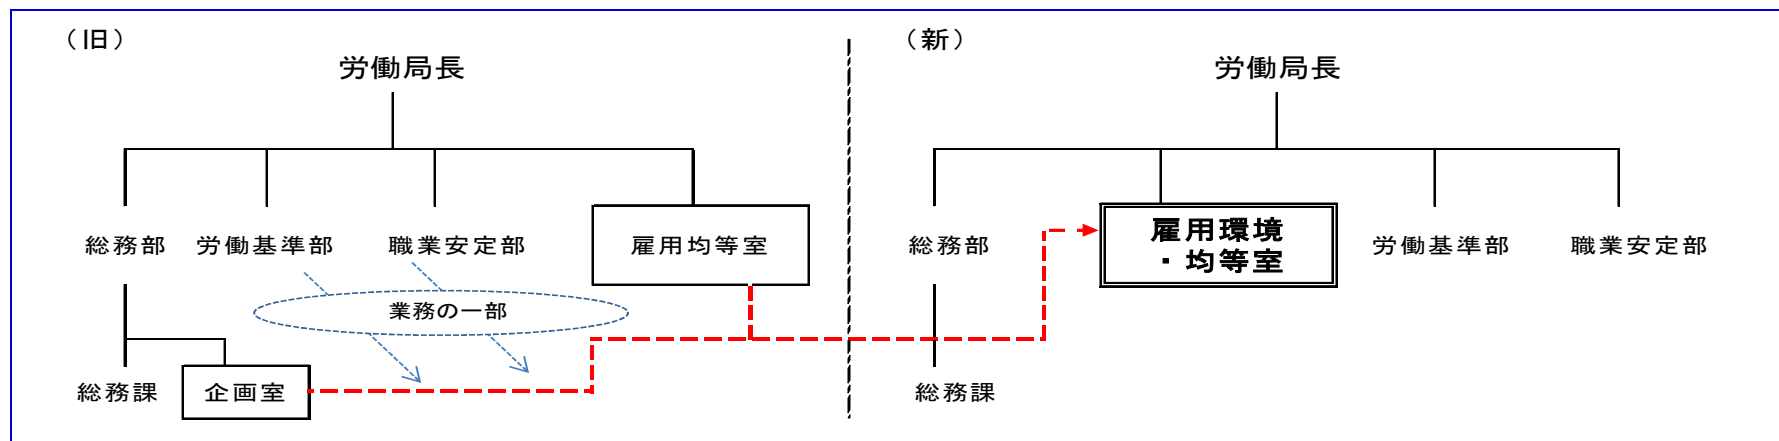 （旧）
労働局長
総務部
労働基準部
職業安定部
雇用均等室
業務の一部
総務課
企画室
（新）
労働局長
総務部
雇用環境
・均等室
労働基準部
職業安定部
総務課